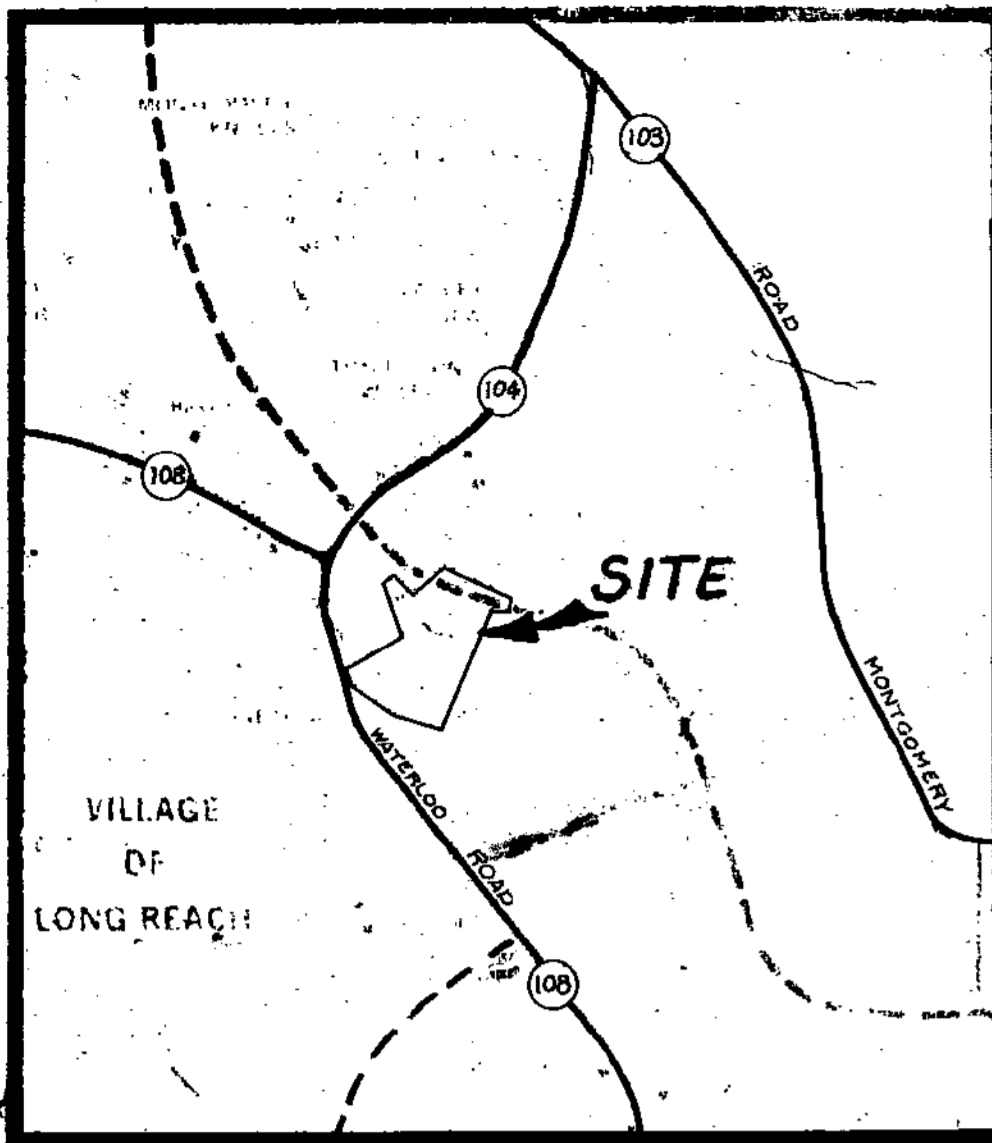 103
ROAD
104
108
SITE
MONTGOMERY
WATERLOO
ROAD
VILLAGE
OF
LONG REACH
108